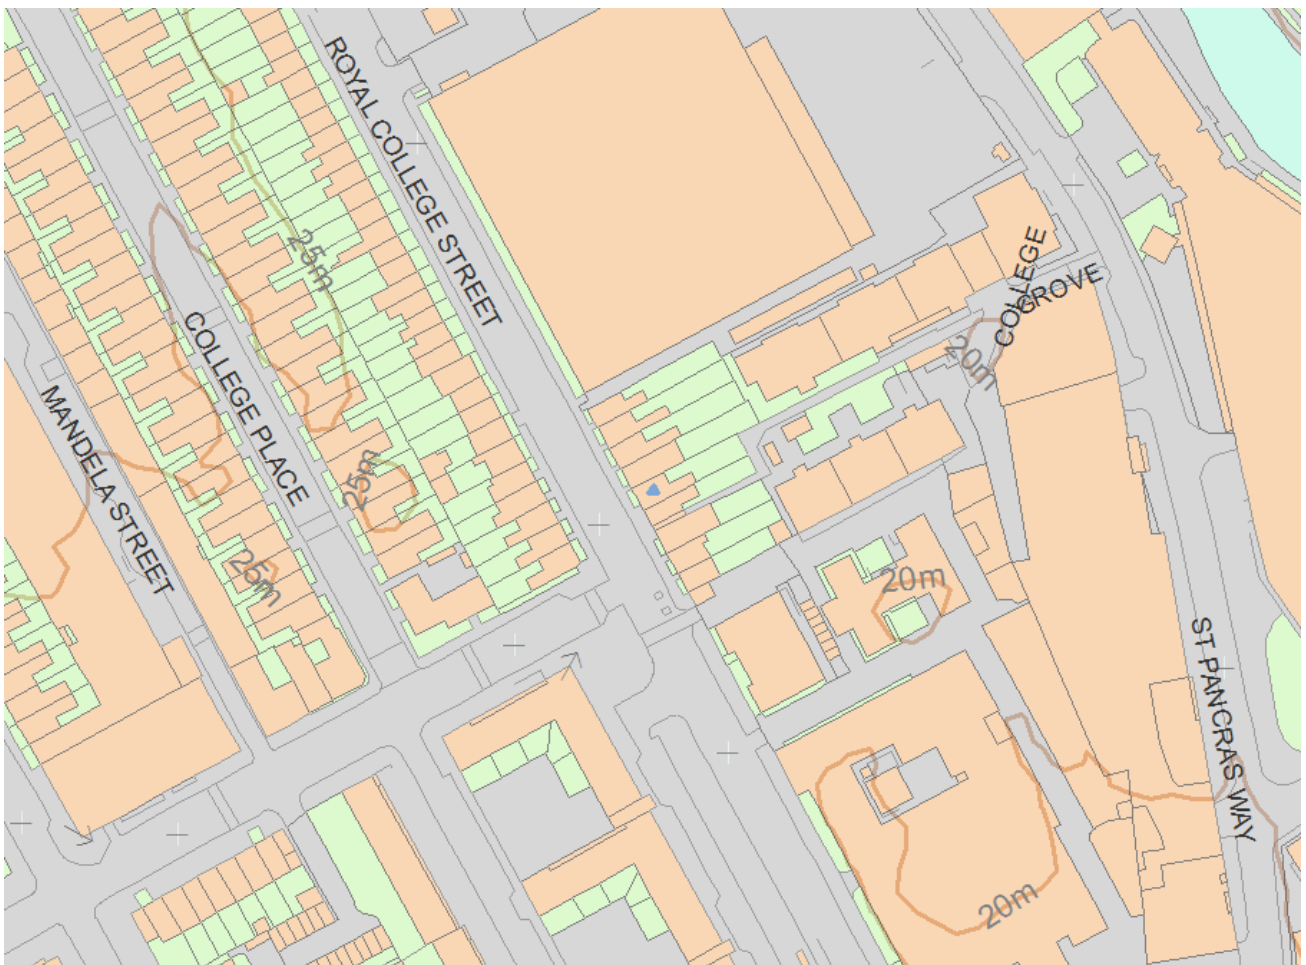 ROYAL COLLEGE STREET
25m
COLLEGE
GROVE
20m
COLLEGE PLACE
MANDELA STREET
25m
25m
20m
ST PANCRAS WAY
20m